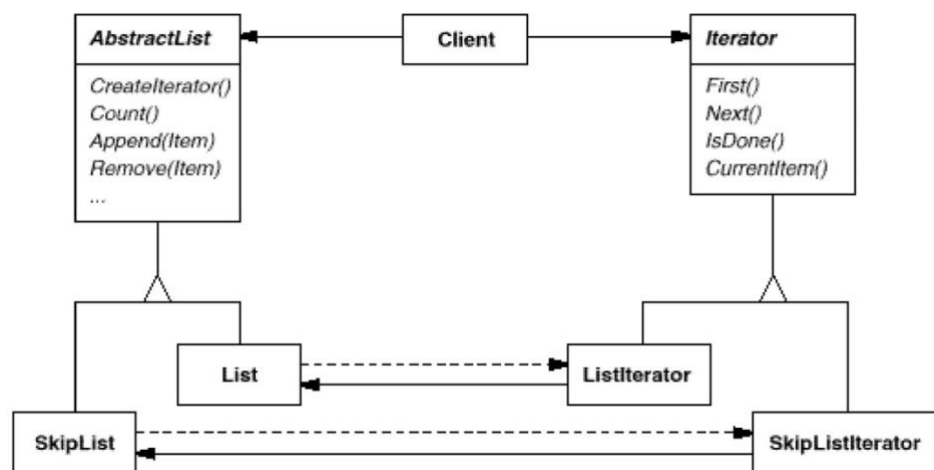 AbstractList
CreateIterator()
Count()
Append(Item)
Remove(Item)
...
Client
Iterator
First()
Next()
IsDone()
CurrentItem()
List
ListIterator
SkipList
SkipListIterator